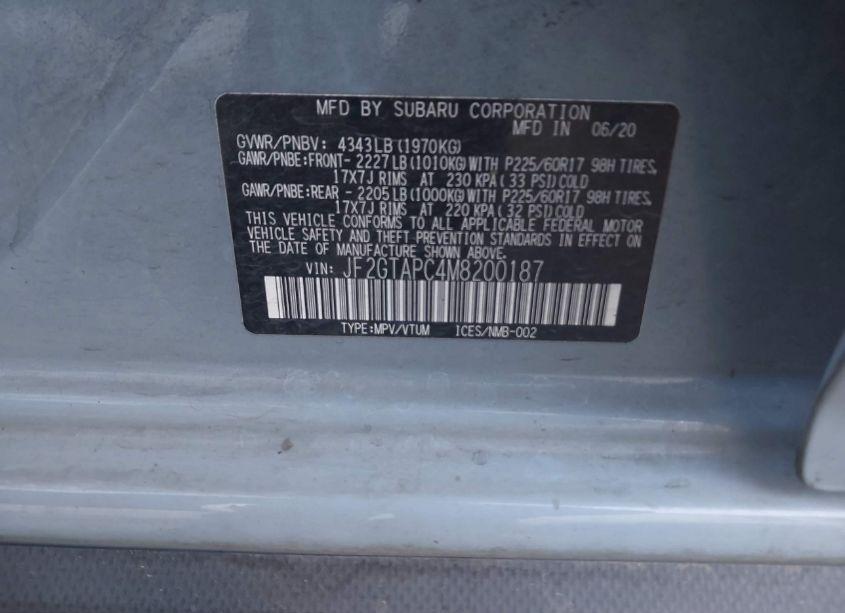 MFD BY SUBARU CORPORATION
MFD IN 06/20
GVWR/PNBV: 4343LB(1970KG)
GAWR/PNBE:FRONT- 2227LB(1010KG)WITH P225/60R17 98H TIRES,
17X7J RIMS AT 230 KPA(33 PSI)COLD
GAWR/PNBE:REAR - 2205LB(1000KG)WITH P225/60R17 98H TIRES,
17X7J RIMS AT 220 KPA(32 PSI)COLD
THIS VEHICLE CONFORMS TO ALL APPLICABLE FEDERAL MOTOR
VEHICLE SAFETY AND THEFT PREVENTION STANDARDS IN EFFECT ON
THE DATE OF MANUFACTURE SHOWN ABOVE.
VIN: JF2GTAPC4M8200187
TYPE:MPV/VTUM ICES/NMB-002